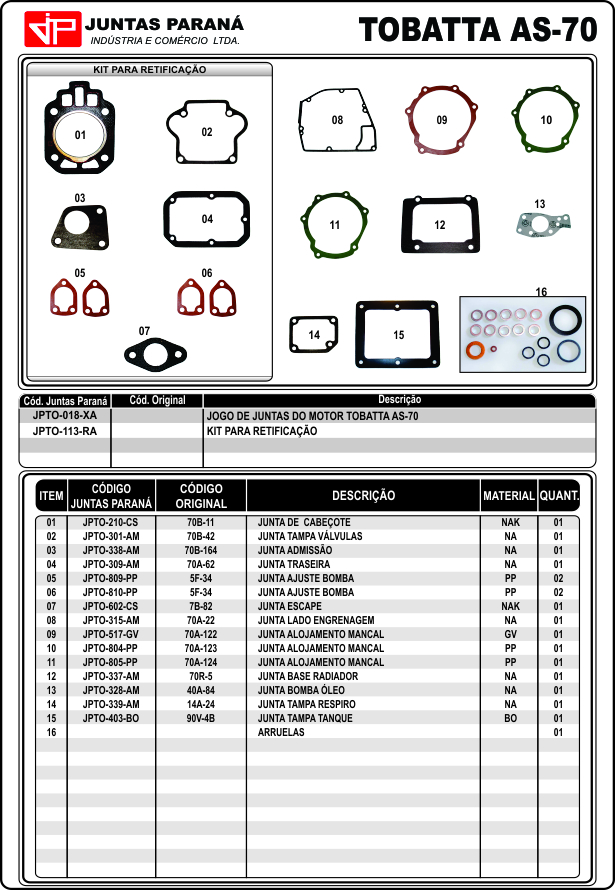 JP JUNTAS PARANÁ
INDÚSTRIA E COMÉRCIO LTDA.
TOBATTA AS-70
KIT PARA RETIFICAÇÃO
01
02
03
04
05
06
07
08
09
10
11
12
13
14
15
16
Cód. Juntas Paraná Cód. Original Descrição
JPTO-018-XA JOGO DE JUNTAS DO MOTOR TOBATTA AS-70
JPTO-113-RA KIT PARA RETIFICAÇÃO
ITEM CÓDIGO JUNTAS PARANÁ CÓDIGO ORIGINAL DESCRIÇÃO MATERIAL QUANT.
01 JPTO-210-CS 70B-11 JUNTA DE CABEÇOTE NAK 01
02 JPTO-301-AM 70B-42 JUNTA TAMPA VÁLVULAS NA 01
03 JPTO-338-AM 70B-164 JUNTA ADMISSÃO NA 01
04 JPTO-309-AM 70A-62 JUNTA TRASEIRA NA 01
05 JPTO-809-PP 5F-34 JUNTA AJUSTE BOMBA PP 02
06 JPTO-810-PP 5F-34 JUNTA AJUSTE BOMBA PP 02
07 JPTO-602-CS 7B-82 JUNTA ESCAPE NAK 01
08 JPTO-315-AM 70A-22 JUNTA LADO ENGRENAGEM NA 01
09 JPTO-517-GV 70A-122 JUNTA ALOJAMENTO MANCAL GV 01
10 JPTO-804-PP 70A-123 JUNTA ALOJAMENTO MANCAL PP 01
11 JPTO-805-PP 70A-124 JUNTA ALOJAMENTO MANCAL PP 01
12 JPTO-337-AM 70R-5 JUNTA BASE RADIADOR NA 01
13 JPTO-328-AM 40A-84 JUNTA BOMBA ÓLEO NA 01
14 JPTO-339-AM 14A-24 JUNTA TAMPA RESPIRO NA 01
15 JPTO-403-BO 90V-4B JUNTA TAMPA TANQUE BO 01
16 ARRUELAS 01